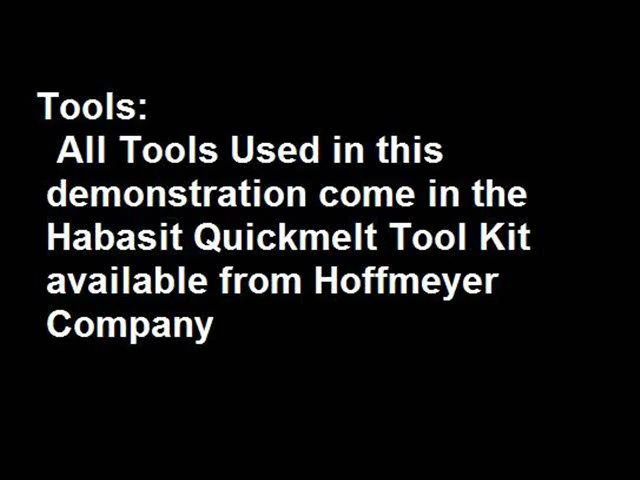 Tools:
All Tools Used in this
demonstration come in the
Habasit Quickmelt Tool Kit
available from Hoffmeyer
Company